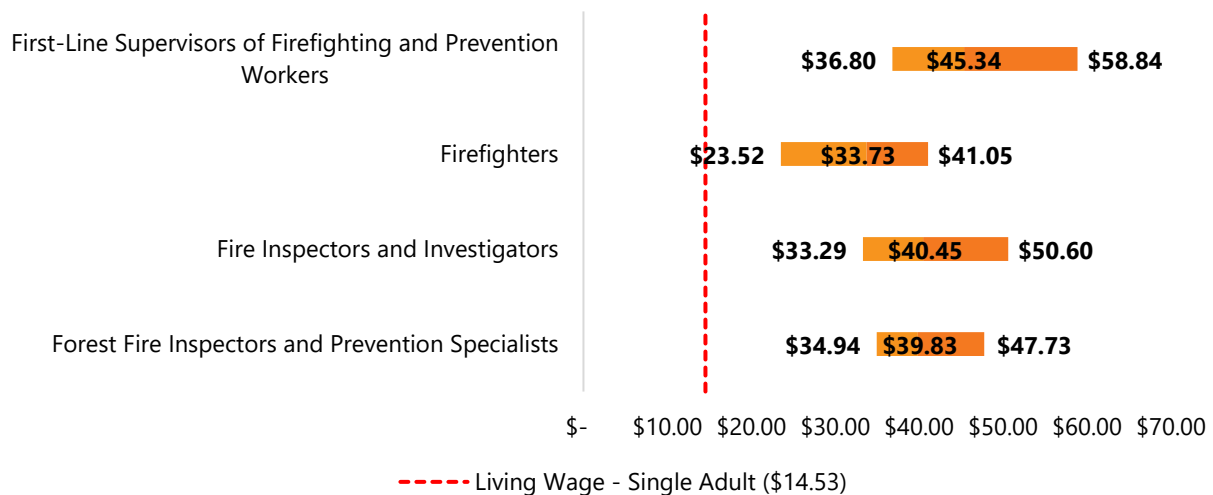 First-Line Supervisors of Firefighting and Prevention
Workers
$36.80 $45.34 $58.84
Firefighters
$23.52 $33.73 $41.05
Fire Inspectors and Investigators
$33.29 $40.45 $50.60
Forest Fire Inspectors and Prevention Specialists
$34.94 $39.83 $47.73
$- $10.00 $20.00 $30.00 $40.00 $50.00 $60.00 $70.00
Living Wage - Single Adult ($14.53)